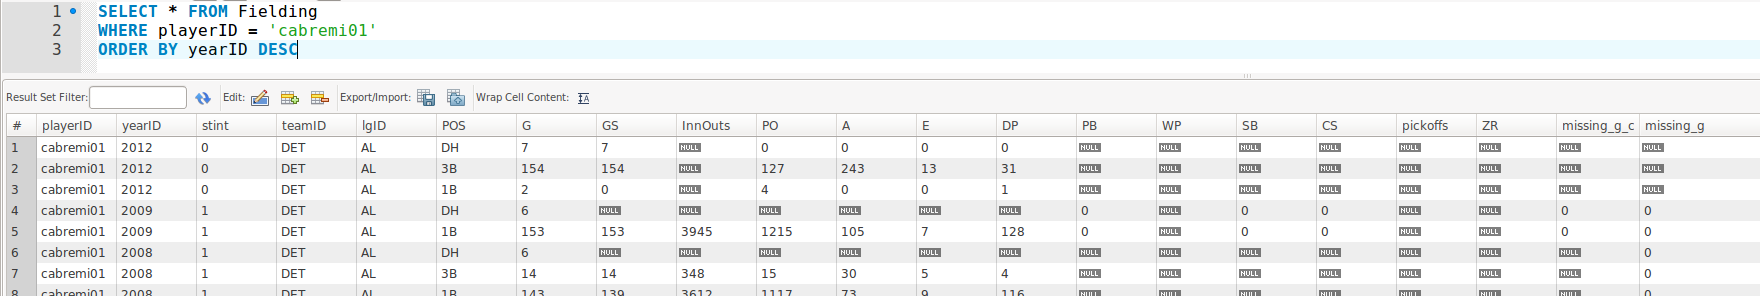 1 SELECT * FROM Fielding
2 WHERE playerID = 'cabremi01'
3 ORDER BY yearID DESC
Result Set Filter: Edit: Export/Import: Wrap Cell Content: IA
# playerID yearID stint teamID lgID POS G GS InnOuts PO A E DP PB WP SB CS pickoffs ZR missing_g_c missing_g
1 cabremi01 2012 0 DET AL DH 7 7 NULL 0 0 0 0 NULL NULL NULL NULL NULL NULL NULL NULL
2 cabremi01 2012 0 DET AL 3B 154 154 NULL 127 243 13 31 NULL NULL NULL NULL NULL NULL NULL NULL
3 cabremi01 2012 0 DET AL 1B 2 0 NULL 4 0 0 1 NULL NULL NULL NULL NULL NULL NULL NULL
4 cabremi01 2009 1 DET AL DH 6 NULL NULL NULL NULL NULL NULL 0 NULL 0 0 NULL NULL 0 0
5 cabremi01 2009 1 DET AL 1B 153 153 3945 1215 105 7 128 0 NULL 0 0 NULL NULL 0 0
6 cabremi01 2008 1 DET AL DH 6 NULL NULL NULL NULL NULL NULL NULL NULL NULL NULL NULL NULL NULL 0
7 cabremi01 2008 1 DET AL 3B 14 14 348 15 30 5 4 NULL NULL NULL NULL NULL NULL NULL 0
8 cabremi01 2008 1 DET AL 1B 143 139 3612 1117 73 9 116 NULL NULL NULL NULL NULL NULL NULL 0